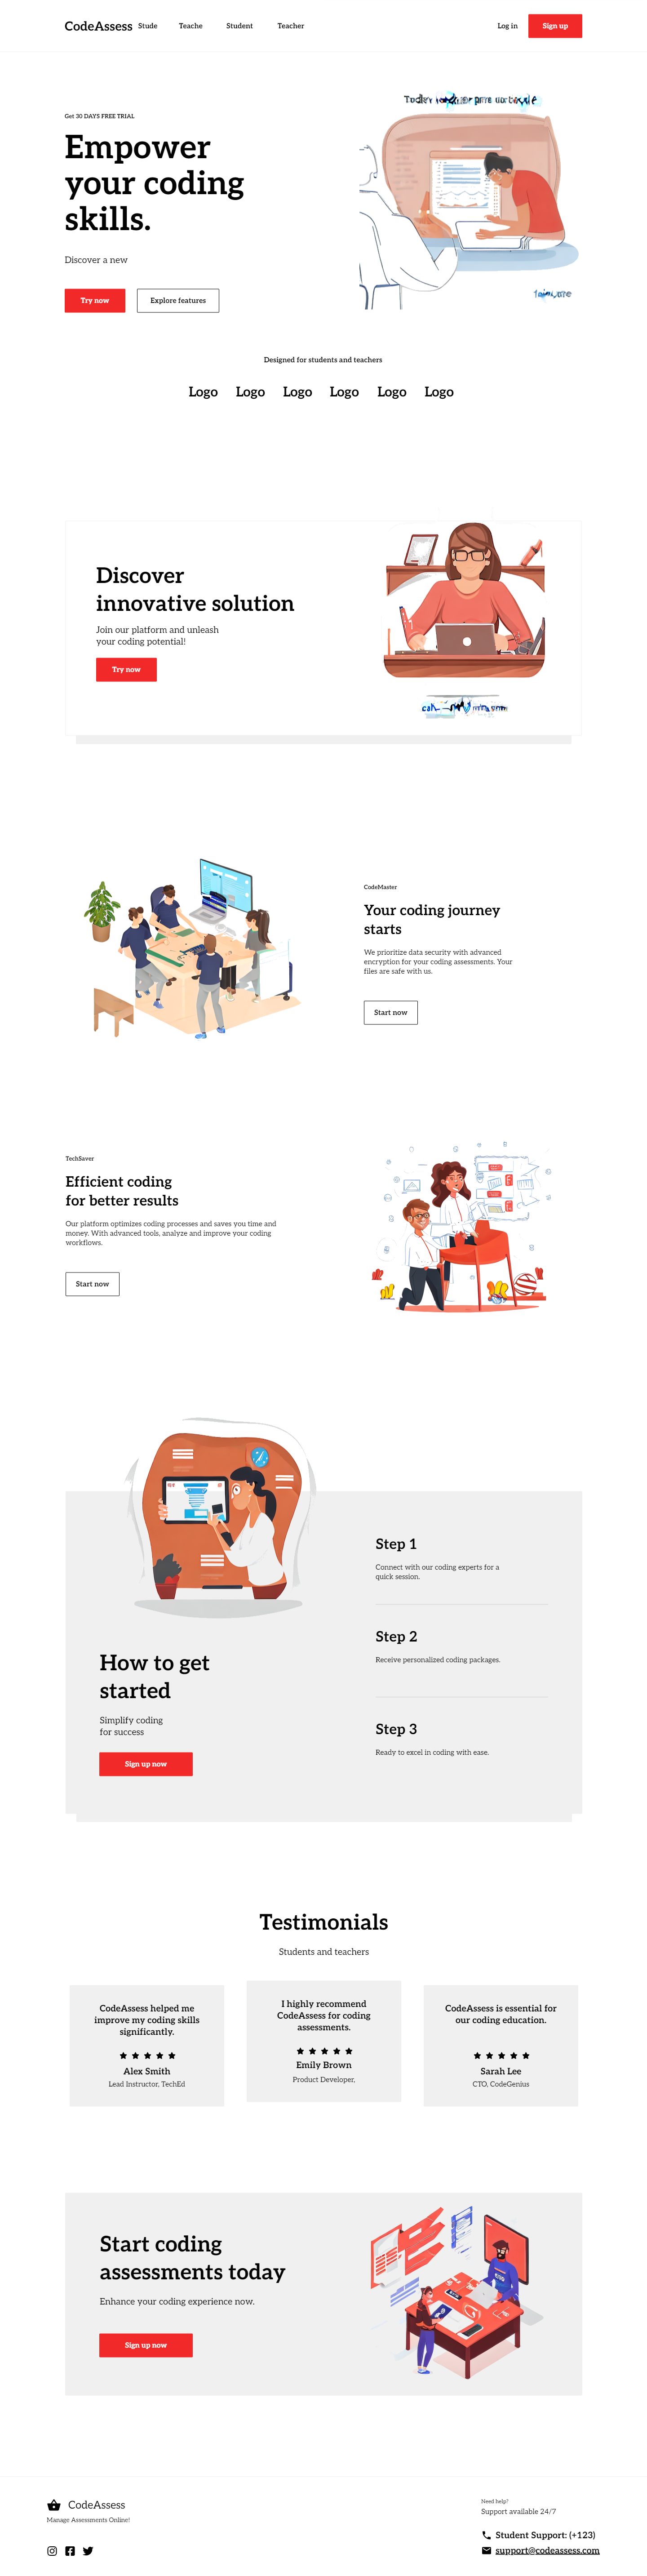 CodeAssess Stude Teache Student Teacher Log in Sign up
Get 30 DAYS FREE TRIAL
Empower
your coding
skills.
Discover a new
Try now Explore features
Designed for students and teachers
Logo Logo Logo Logo Logo Logo
Discover
innovative solution
Join our platform and unleash
your coding potential!
Try now
CodeMaster
Your coding journey
starts
We prioritize data security with advanced
encryption for your coding assessments. Your
files are safe with us.
Start now
TechSaver
Efficient coding
for better results
Our platform optimizes coding processes and saves you time and
money. With advanced tools, analyze and improve your coding
workflows.
Start now
How to get
started
Simplify coding
for success
Sign up now
Step 1
Connect with our coding experts for a
quick session.
Step 2
Receive personalized coding packages.
Step 3
Ready to excel in coding with ease.
Testimonials
Students and teachers
CodeAssess helped me
improve my coding skills
significantly.
Alex Smith
Lead Instructor, TechEd
I highly recommend
CodeAssess for coding
assessments.
Emily Brown
Product Developer,
CodeAssess is essential for
our coding education.
Sarah Lee
CTO, CodeGenius
Start coding
assessments today
Enhance your coding experience now.
Sign up now
CodeAssess
Manage Assessments Online!
Need help?
Support available 24/7
Student Support: (+123)
support@codeassess.com